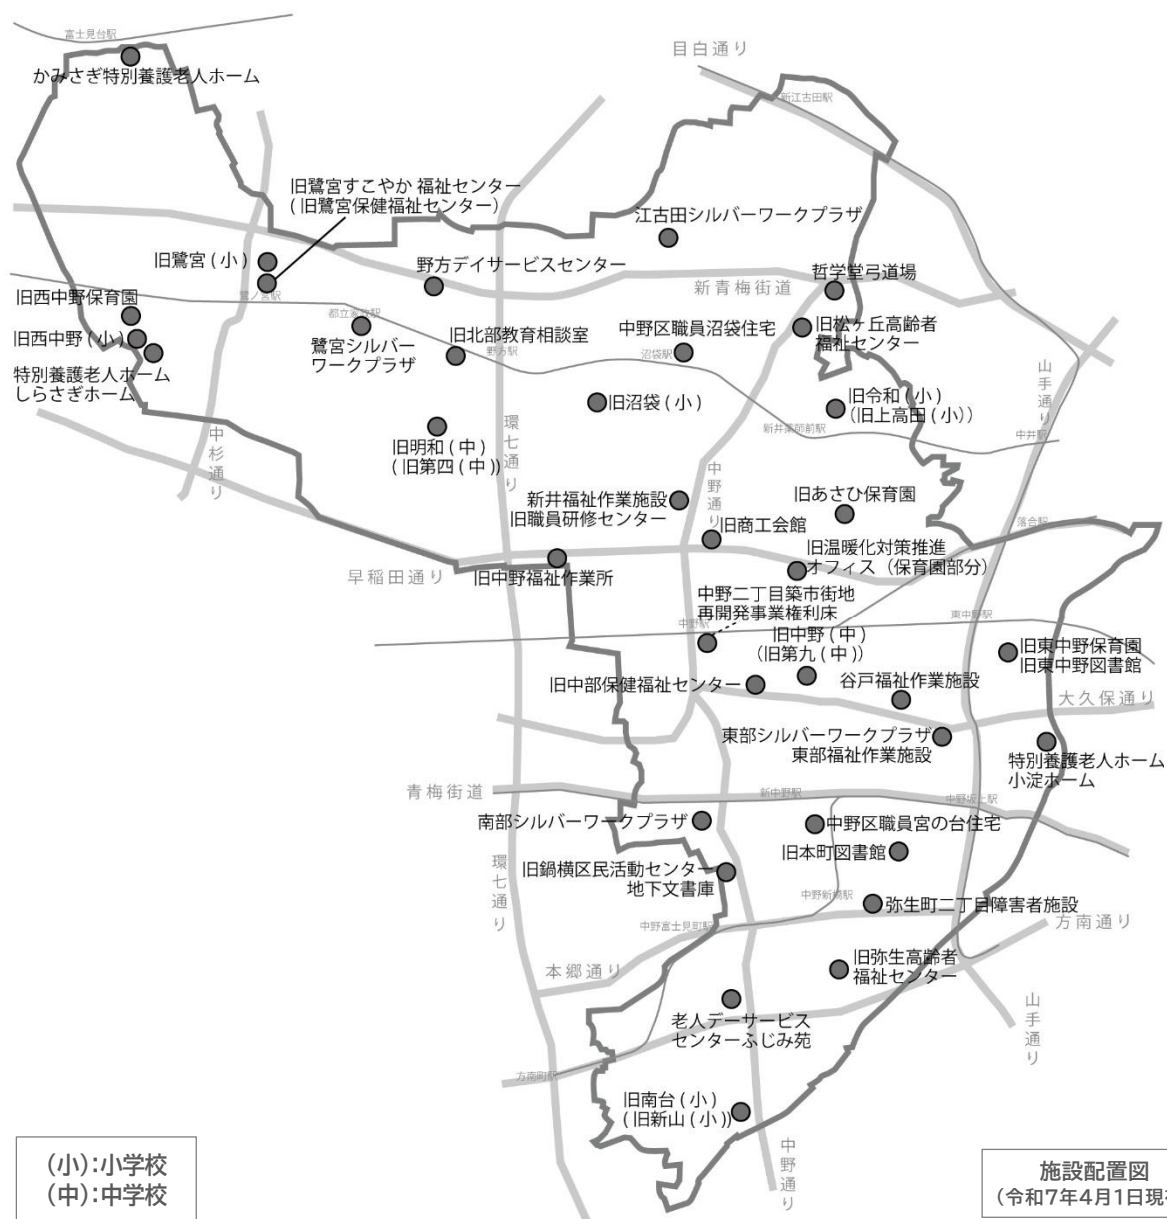 富士見台駅
かみさぎ特別養護老人ホーム
目白通り
新江古田駅
旧鷺宮すこやか 福祉センター
(旧鷺宮保健福祉センター)
江古田シルバーワークプラザ
旧鷺宮(小)
野方デイサービスセンター
哲学堂弓道場
鷺ノ宮駅
新青梅街道
旧西中野保育園
都立家政駅
旧西中野(小)
鷺宮シルバー
ワークプラザ
旧北部教育相談室
野方駅
中野区職員沼袋住宅
沼袋駅
旧松ヶ丘高齢者
福祉センター
特別養護老人ホーム
しらさぎホーム
山手通り
旧沼袋(小)
旧令和(小)
(旧上高田(小))
新井薬師前駅
中井駅
中杉通り
旧明和(中)
(旧第四(中))
環七通り
中野通り
新井福祉作業施設
旧職員研修センター
旧あさひ保育園
旧商工会館
落合駅
旧温暖化対策推進
オフィス（保育園部分）
早稲田通り
旧中野福祉作業所
中野二丁目築市街地
再開発事業権利床
中野駅
東中野駅
旧中野(中)
(旧第九(中))
旧東中野保育園
旧東中野図書館
旧中部保健福祉センター
谷戸福祉作業施設
大久保通り
東部シルバーワークプラザ
東部福祉作業施設
特別養護老人ホーム
小淀ホーム
青梅街道
新中野駅
中野坂上駅
南部シルバーワークプラザ
中野区職員宮の台住宅
旧本町図書館
環七通り
旧鍋横区民活動センター
地下文書庫
中野新橋駅
弥生町二丁目障害者施設
中野富士見町駅
方南通り
本郷通り
旧弥生高齢者
福祉センター
山手通り
老人デーサービス
センターふじみ苑
方南町駅
旧南台(小)
(旧新山(小))
中野通り
(小):小学校
(中):中学校
施設配置図
(令和7年4月1日現